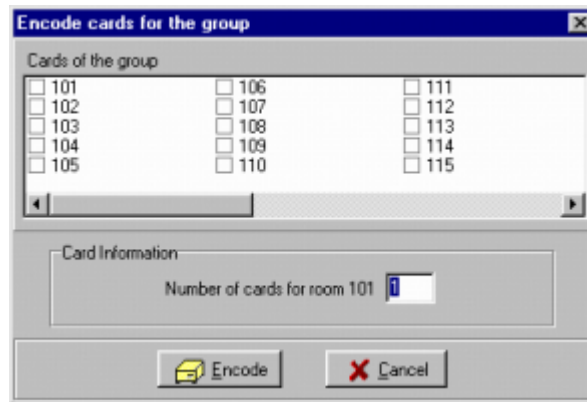 Encode cards for the group
Cards of the group
101 106 111
102 107 112
103 108 113
104 109 114
105 110 115
Card Information
Number of cards for room 101 1
Encode Cancel